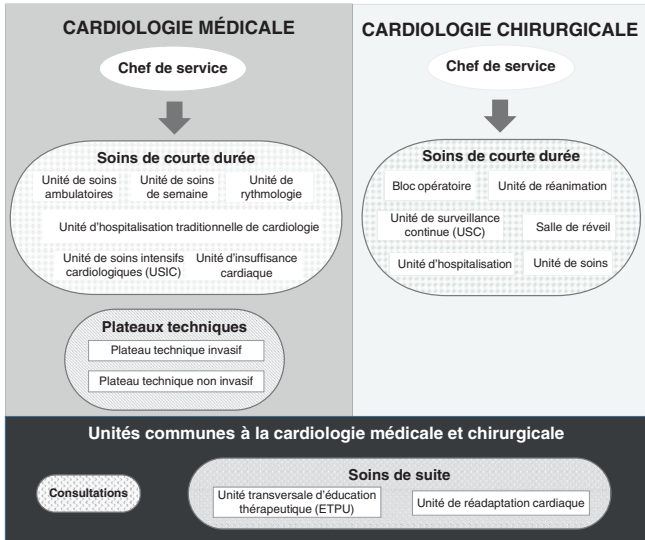 CARDIOLOGIE MÉDICALE
Chef de service
Soins de courte durée
Unité de soins
ambulatoires
Unité de soins
de semaine
Unité de
rythmologie
Unité d'hospitalisation traditionnelle de cardiologie
Unité de soins intensifs
cardiologiques (USIC)
Unité d'insuffisance
cardiaque
Plateaux techniques
Plateau technique invasif
Plateau technique non invasif
CARDIOLOGIE CHIRURGICALE
Chef de service
Soins de courte durée
Bloc opératoire
Unité de réanimation
Unité de surveillance
continue (USC)
Salle de réveil
Unité d'hospitalisation
Unité de soins
Unités communes à la cardiologie médicale et chirurgicale
Consultations
Soins de suite
Unité transversale d'éducation
thérapeutique (ETPU)
Unité de réadaptation cardiaque